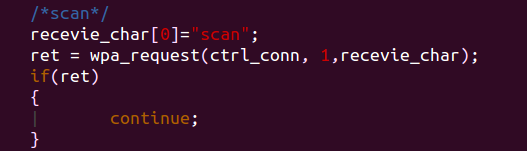 /*scan*/
recevie_char[0]="scan";
ret = wpa_request(ctrl_conn, 1,recevie_char);
if(ret)
{
|       continue;
}